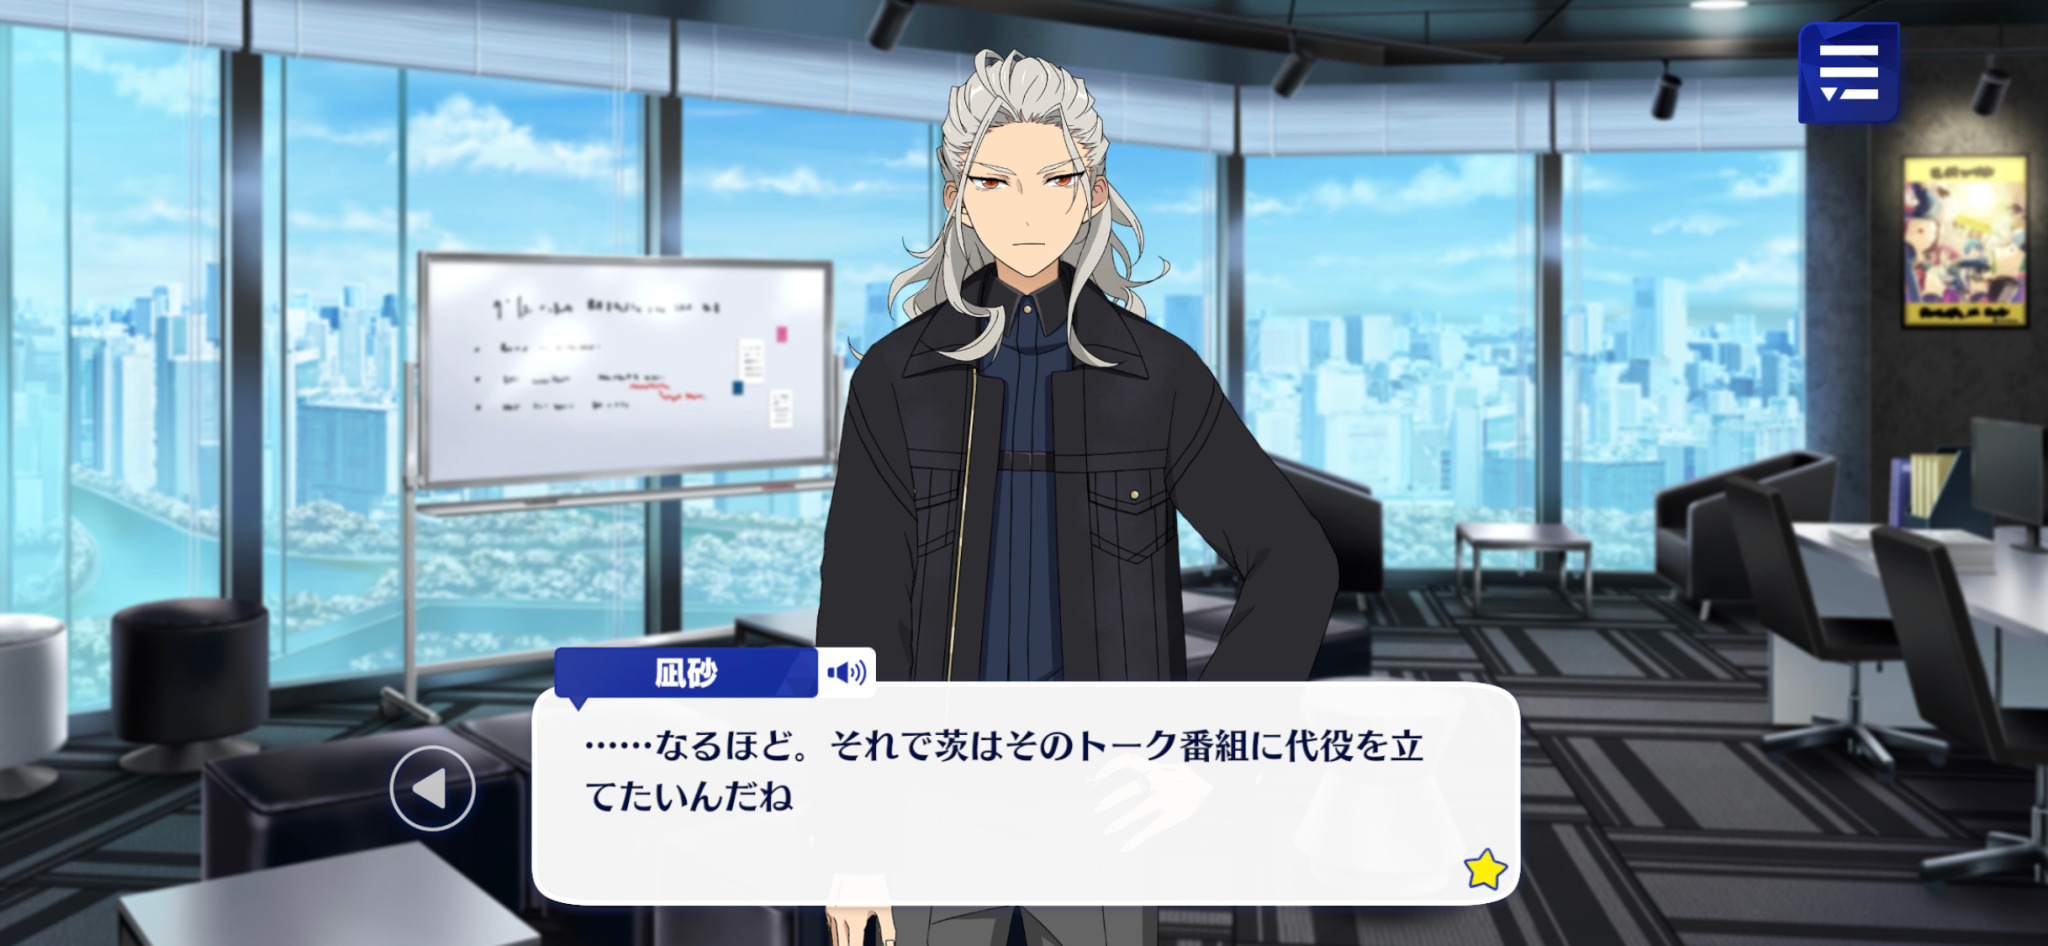 凪砂
……なるほど。それで茨はそのトーク番組に代役を立
てたいんだね